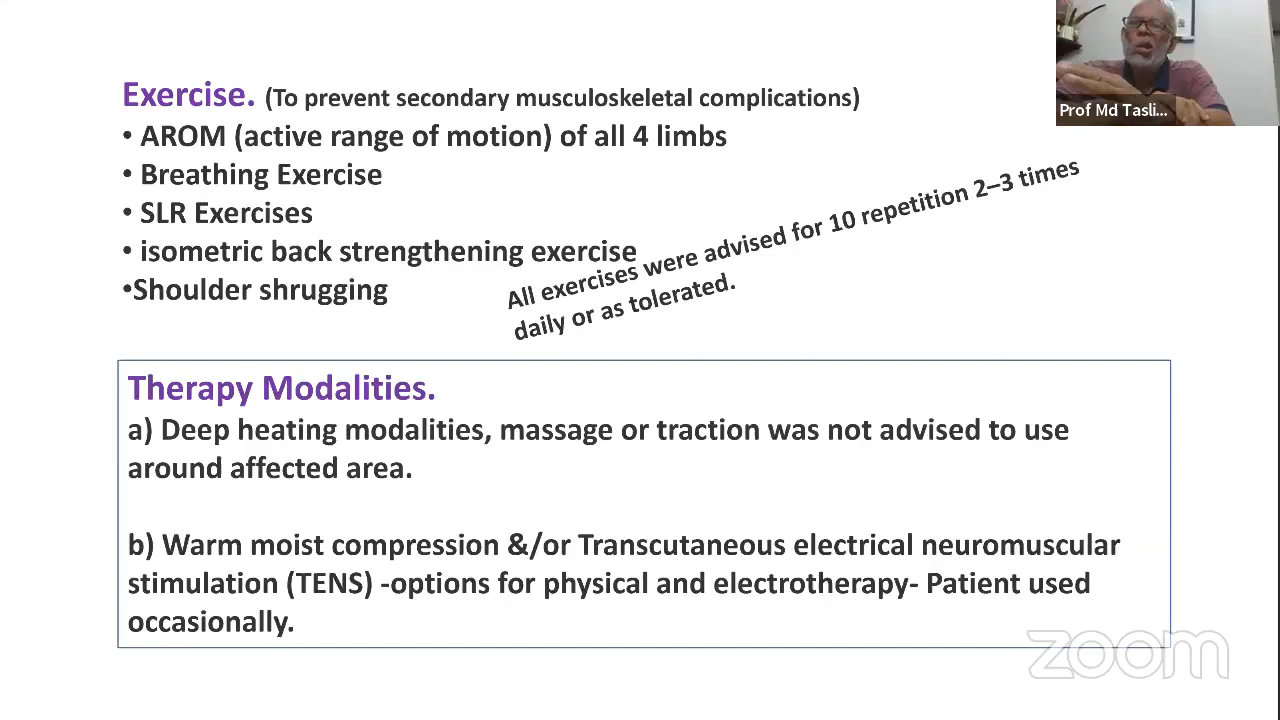 Exercise. (To prevent secondary musculoskeletal complications)
• AROM (active range of motion) of all 4 limbs
• Breathing Exercise
• SLR Exercises
• isometric back strengthening exercise
•Shoulder shrugging
All exercises were advised for 10 repetition 2–3 times
daily or as tolerated.
Therapy Modalities.
a) Deep heating modalities, massage or traction was not advised to use
around affected area.
b) Warm moist compression &/or Transcutaneous electrical neuromuscular
stimulation (TENS) -options for physical and electrotherapy- Patient used
occasionally.
Prof Md Tasli...
zoom